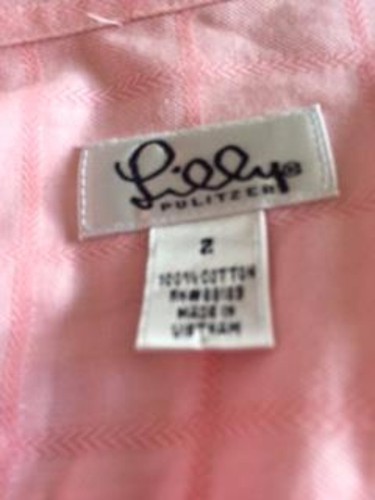 Lilly®
PULITZER
2
100% COTTON
MADE IN
VIETNAM